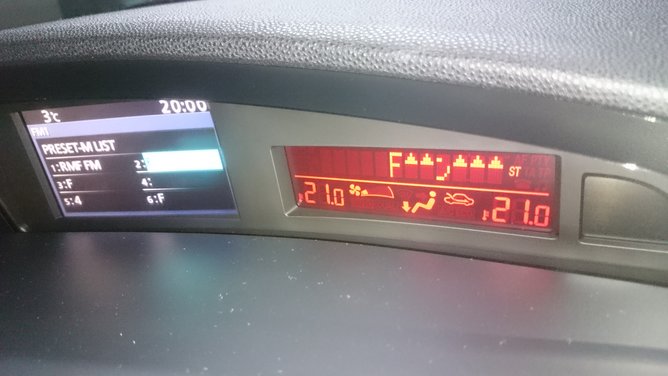 3℃ 20:00
FM1
PRESET-M LIST
1:RMF FM 2:
3:F 4:
5:4 6:F
F
ST
21.0 21.0